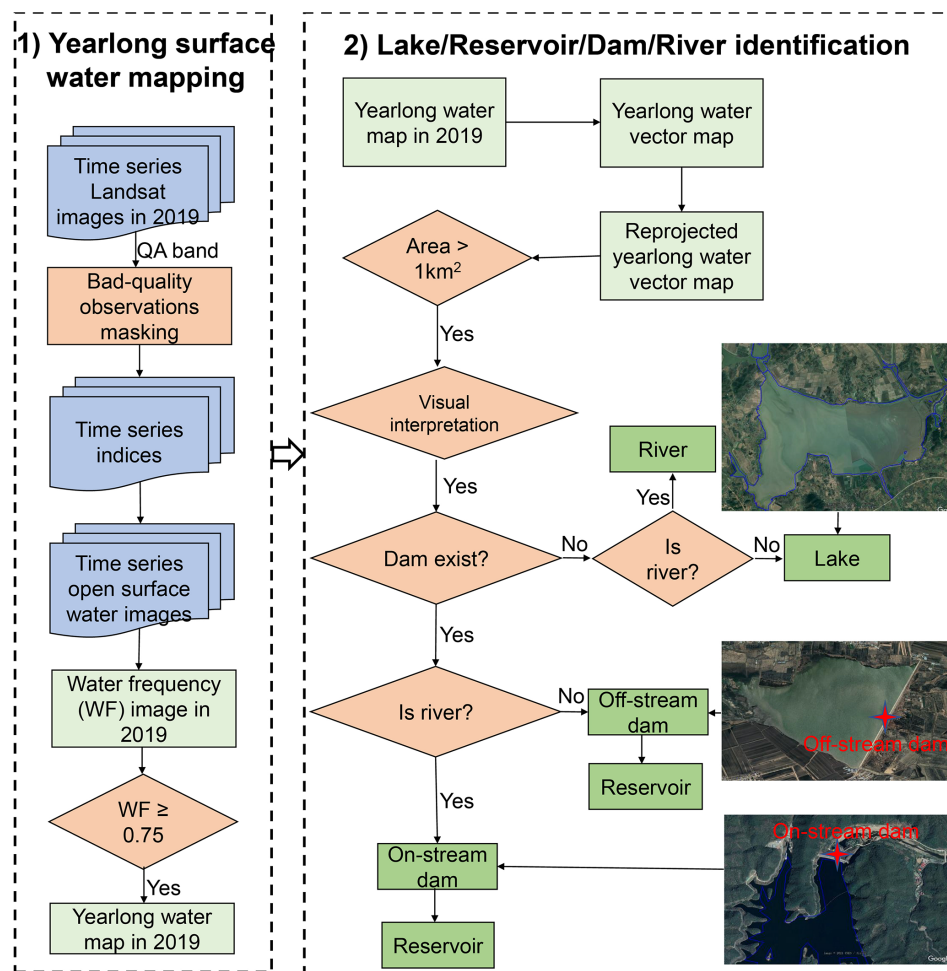 1) Yearlong surface
water mapping
Time series
Landsat
images in 2019
QA band
Bad-quality
observations
masking
Time series
indices
Time series
open surface
water images
Water frequency
(WF) image in
2019
WF ≥
0.75
Yes
Yearlong water
map in 2019
2) Lake/Reservoir/Dam/River identification
Yearlong water
map in 2019
Yearlong water
vector map
Reprojected
yearlong water
vector map
Area >
1km²
Yes
Visual
interpretation
Yes
Dam exist?
No
Is
river?
Yes
River
No
Lake
Yes
Is river?
No
Off-stream
dam
Reservoir
Off-stream dam
Yes
On-stream
dam
Reservoir
On-stream dam
Google